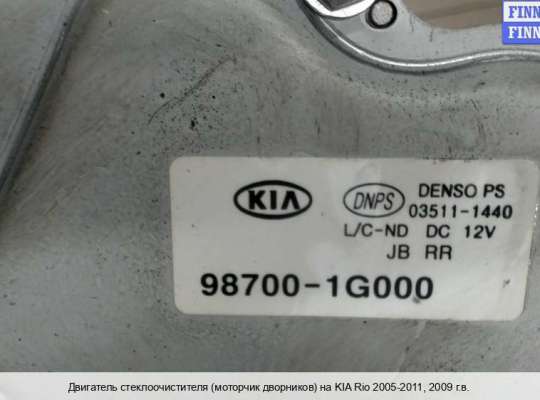 FINN
FINN
KIA
DNPS
DENSO PS
03511-1440
L/C-ND DC 12V
JB RR
98700-1G000
Двигатель стеклоочистителя (моторчик дворников) на KIA Rio 2005-2011, 2009 г.в.